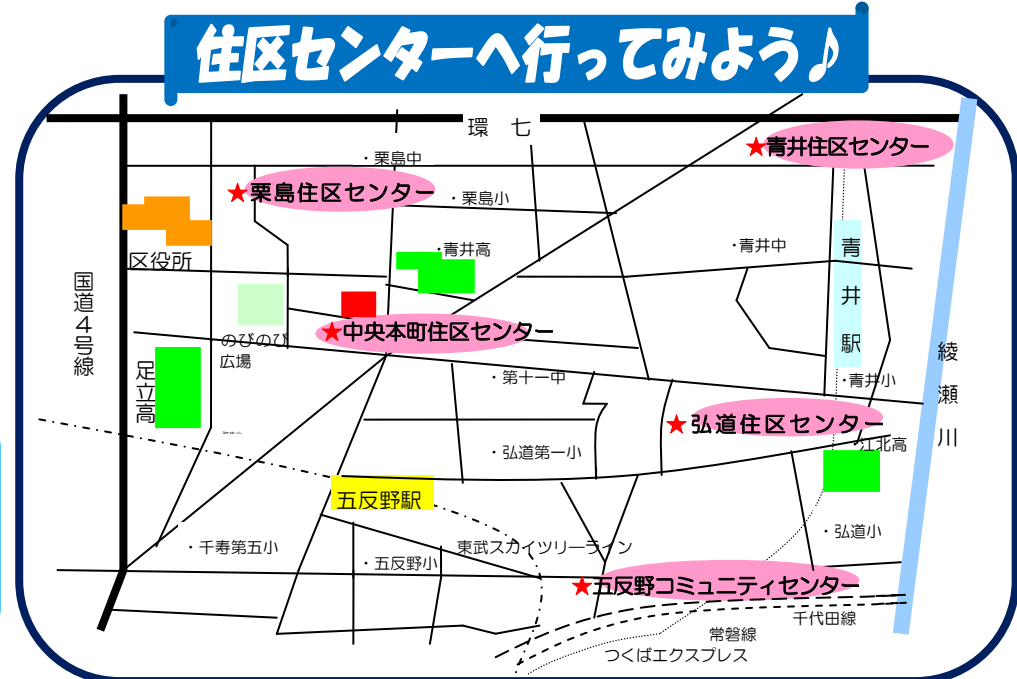 住区センターへ行ってみよう♪
環 七
・栗島中
★青井住区センター
★栗島住区センター
・栗島小
・青井高
・青井中
区役所
青井駅
国道4号線
★中央本町住区センター
のびのび
広場
綾瀬川
足立高
・第十一中
・青井小
★弘道住区センター
江北高
・弘道第一小
五反野駅
・弘道小
・千寿第五小
東武スカイツリーライン
・五反野小
★五反野コミュニティセンター
千代田線
常磐線
つくばエクスプレス